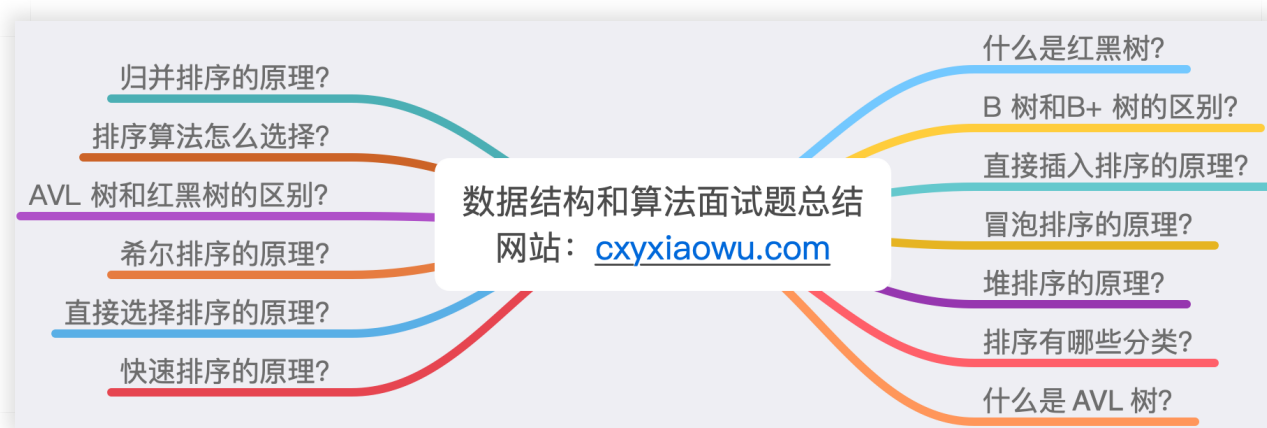 数据结构和算法面试题总结
网站：cxyxiaowu.com
归并排序的原理?
排序算法怎么选择?
AVL 树和红黑树的区别?
希尔排序的原理?
直接选择排序的原理?
快速排序的原理?
什么是红黑树?
B 树和B+ 树的区别?
直接插入排序的原理?
冒泡排序的原理?
堆排序的原理?
排序有哪些分类?
什么是 AVL 树?